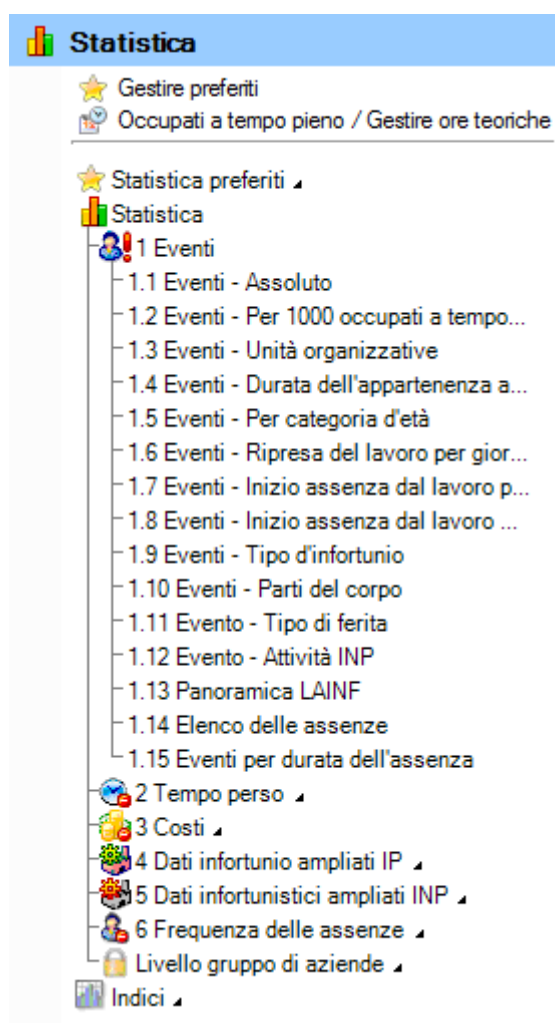 Statistica
Gestire preferiti
Occupati a tempo pieno / Gestire ore teoriche
Statistica preferiti
Statistica
1 Eventi
1.1 Eventi - Assoluto
1.2 Eventi - Per 1000 occupati a tempo...
1.3 Eventi - Unità organizzative
1.4 Eventi - Durata dell'appartenenza a...
1.5 Eventi - Per categoria d'età
1.6 Eventi - Ripresa del lavoro per gior...
1.7 Eventi - Inizio assenza dal lavoro p...
1.8 Eventi - Inizio assenza dal lavoro ...
1.9 Eventi - Tipo d'infortunio
1.10 Eventi - Parti del corpo
1.11 Evento - Tipo di ferita
1.12 Evento - Attività INP
1.13 Panoramica LAINF
1.14 Elenco delle assenze
1.15 Eventi per durata dell'assenza
2 Tempo perso
3 Costi
4 Dati infortunio ampliati IP
5 Dati infortunistici ampliati INP
6 Frequenza delle assenze
Livello gruppo di aziende
Indici